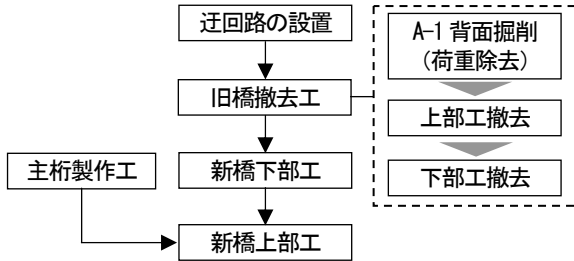 迂回路の設置
旧橋撤去工
新橋下部工
主桁製作工
新橋上部工
A-1 背面掘削
（荷重除去）
上部工撤去
下部工撤去